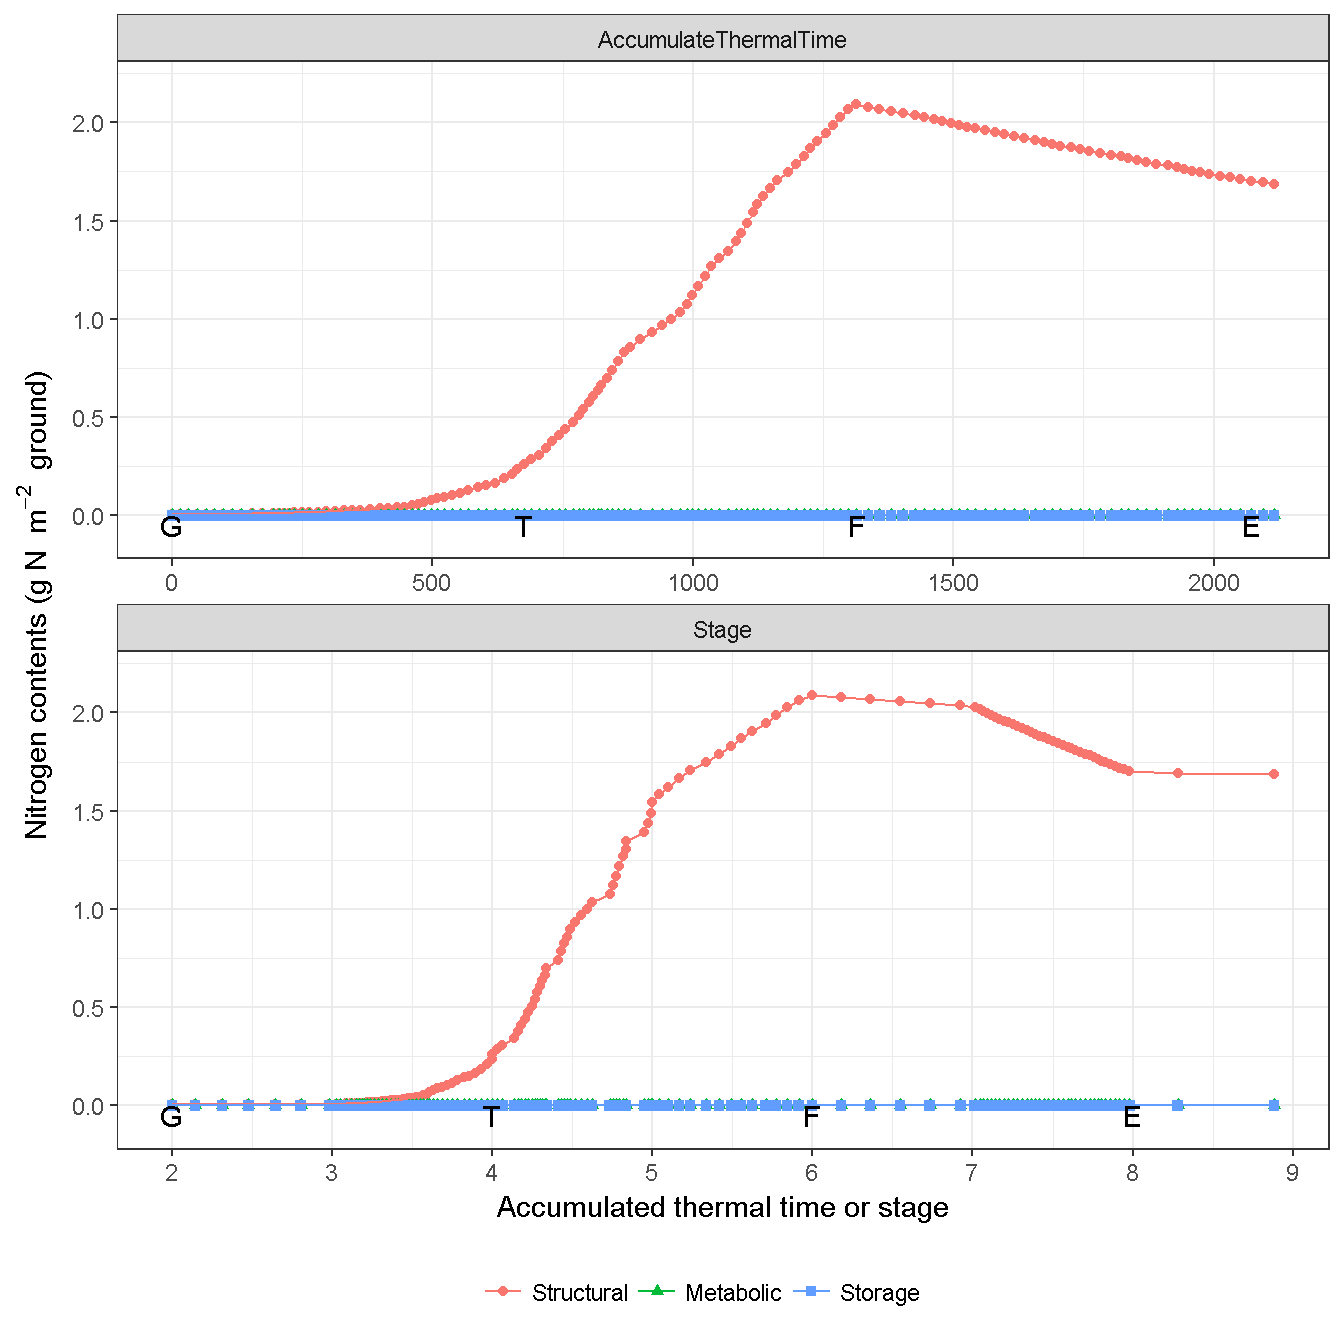 AccumulateThermalTime
2.0
1.5
1.0
0.5
0.0
G T F E
0 500 1000 1500 2000
Stage
2.0
1.5
1.0
0.5
0.0
G T F E
2 3 4 5 6 7 8 9
Nitrogen contents (g N m⁻² ground)
Accumulated thermal time or stage
Structural Metabolic Storage